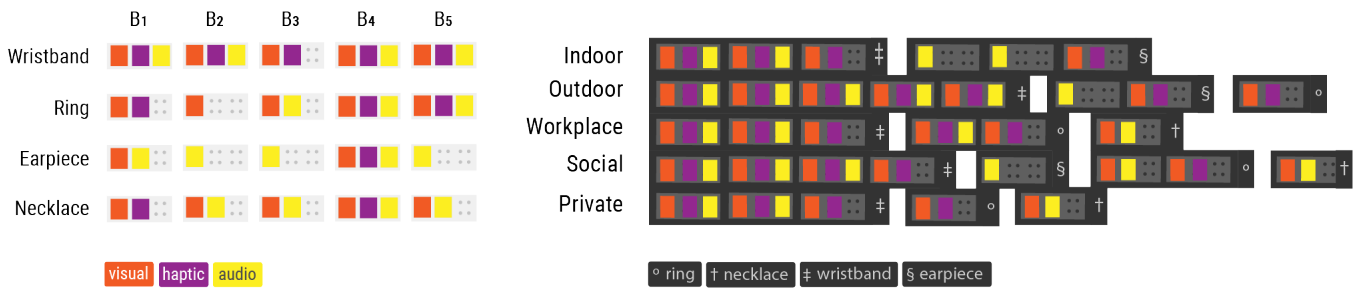 B1 B2 B3 B4 B5
Wristband
Ring
Earpiece
Necklace
visual haptic audio
Indoor ‡ §
Outdoor ‡ § º
Workplace ‡ º †
Social ‡ § º †
Private ‡ º †
º ring † necklace ‡ wristband § earpiece